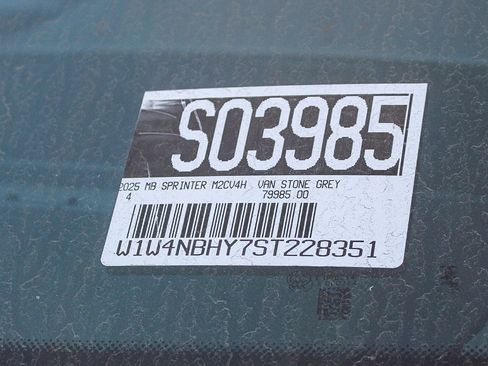 S03985
2025 MB SPRINTER M2CV4H VAN STONE GREY
4 79985.00
W1W4NBHY7ST228351